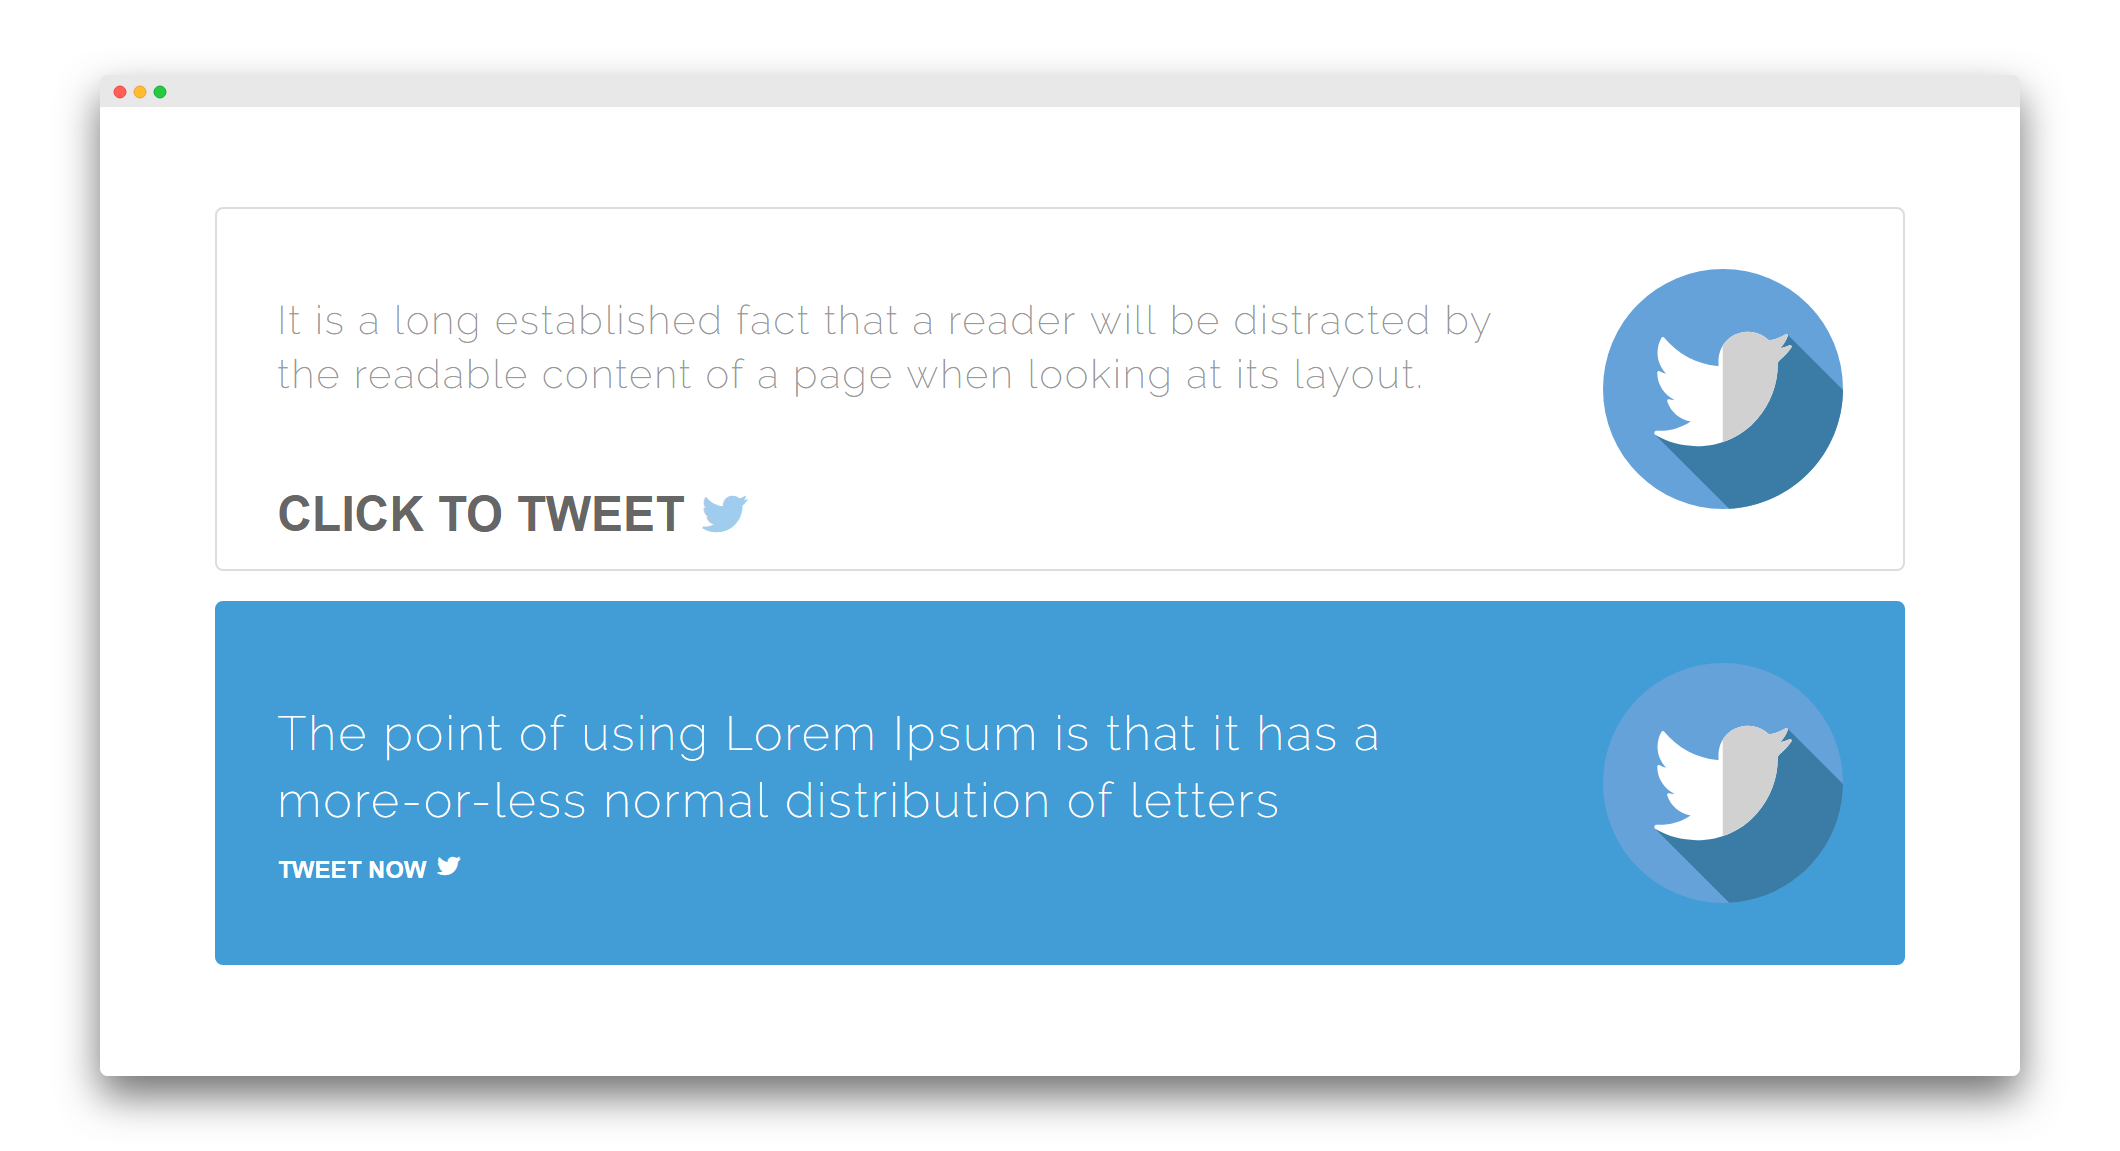 It is a long established fact that a reader will be distracted by
the readable content of a page when looking at its layout.
CLICK TO TWEET
The point of using Lorem Ipsum is that it has a
more-or-less normal distribution of letters
TWEET NOW